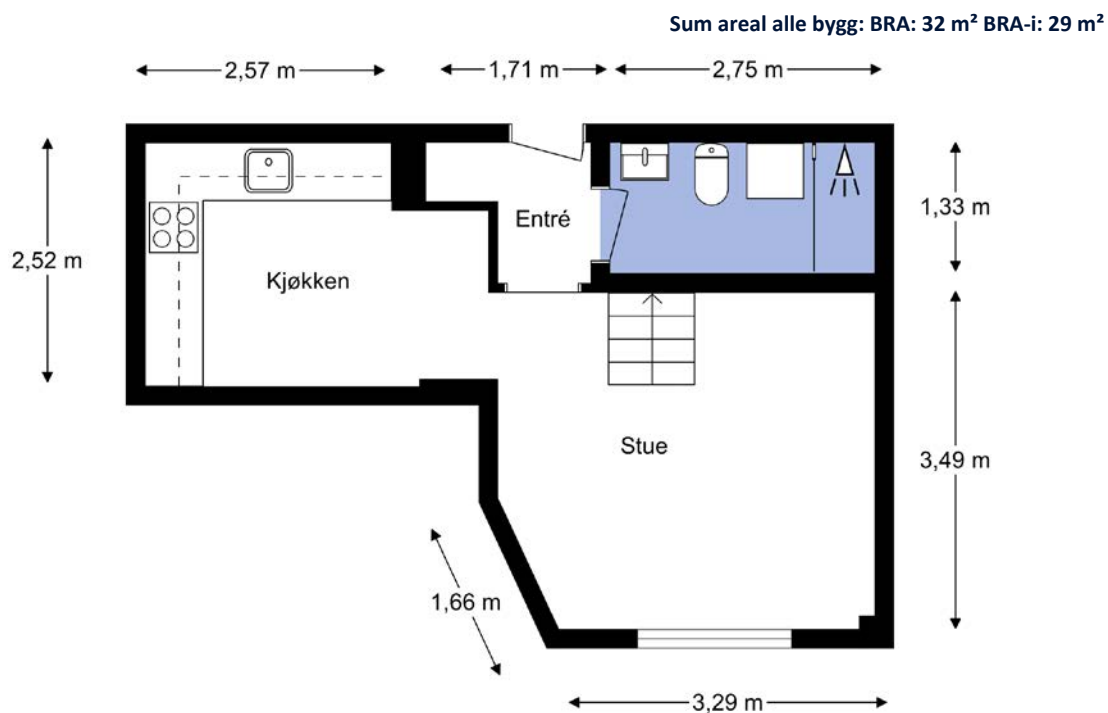 Sum areal alle bygg: BRA: 32 m² BRA-i: 29 m²
2,57 m
1,71 m
2,75 m
2,52 m
Entré
1,33 m
Kjøkken
Stue
3,49 m
1,66 m
3,29 m